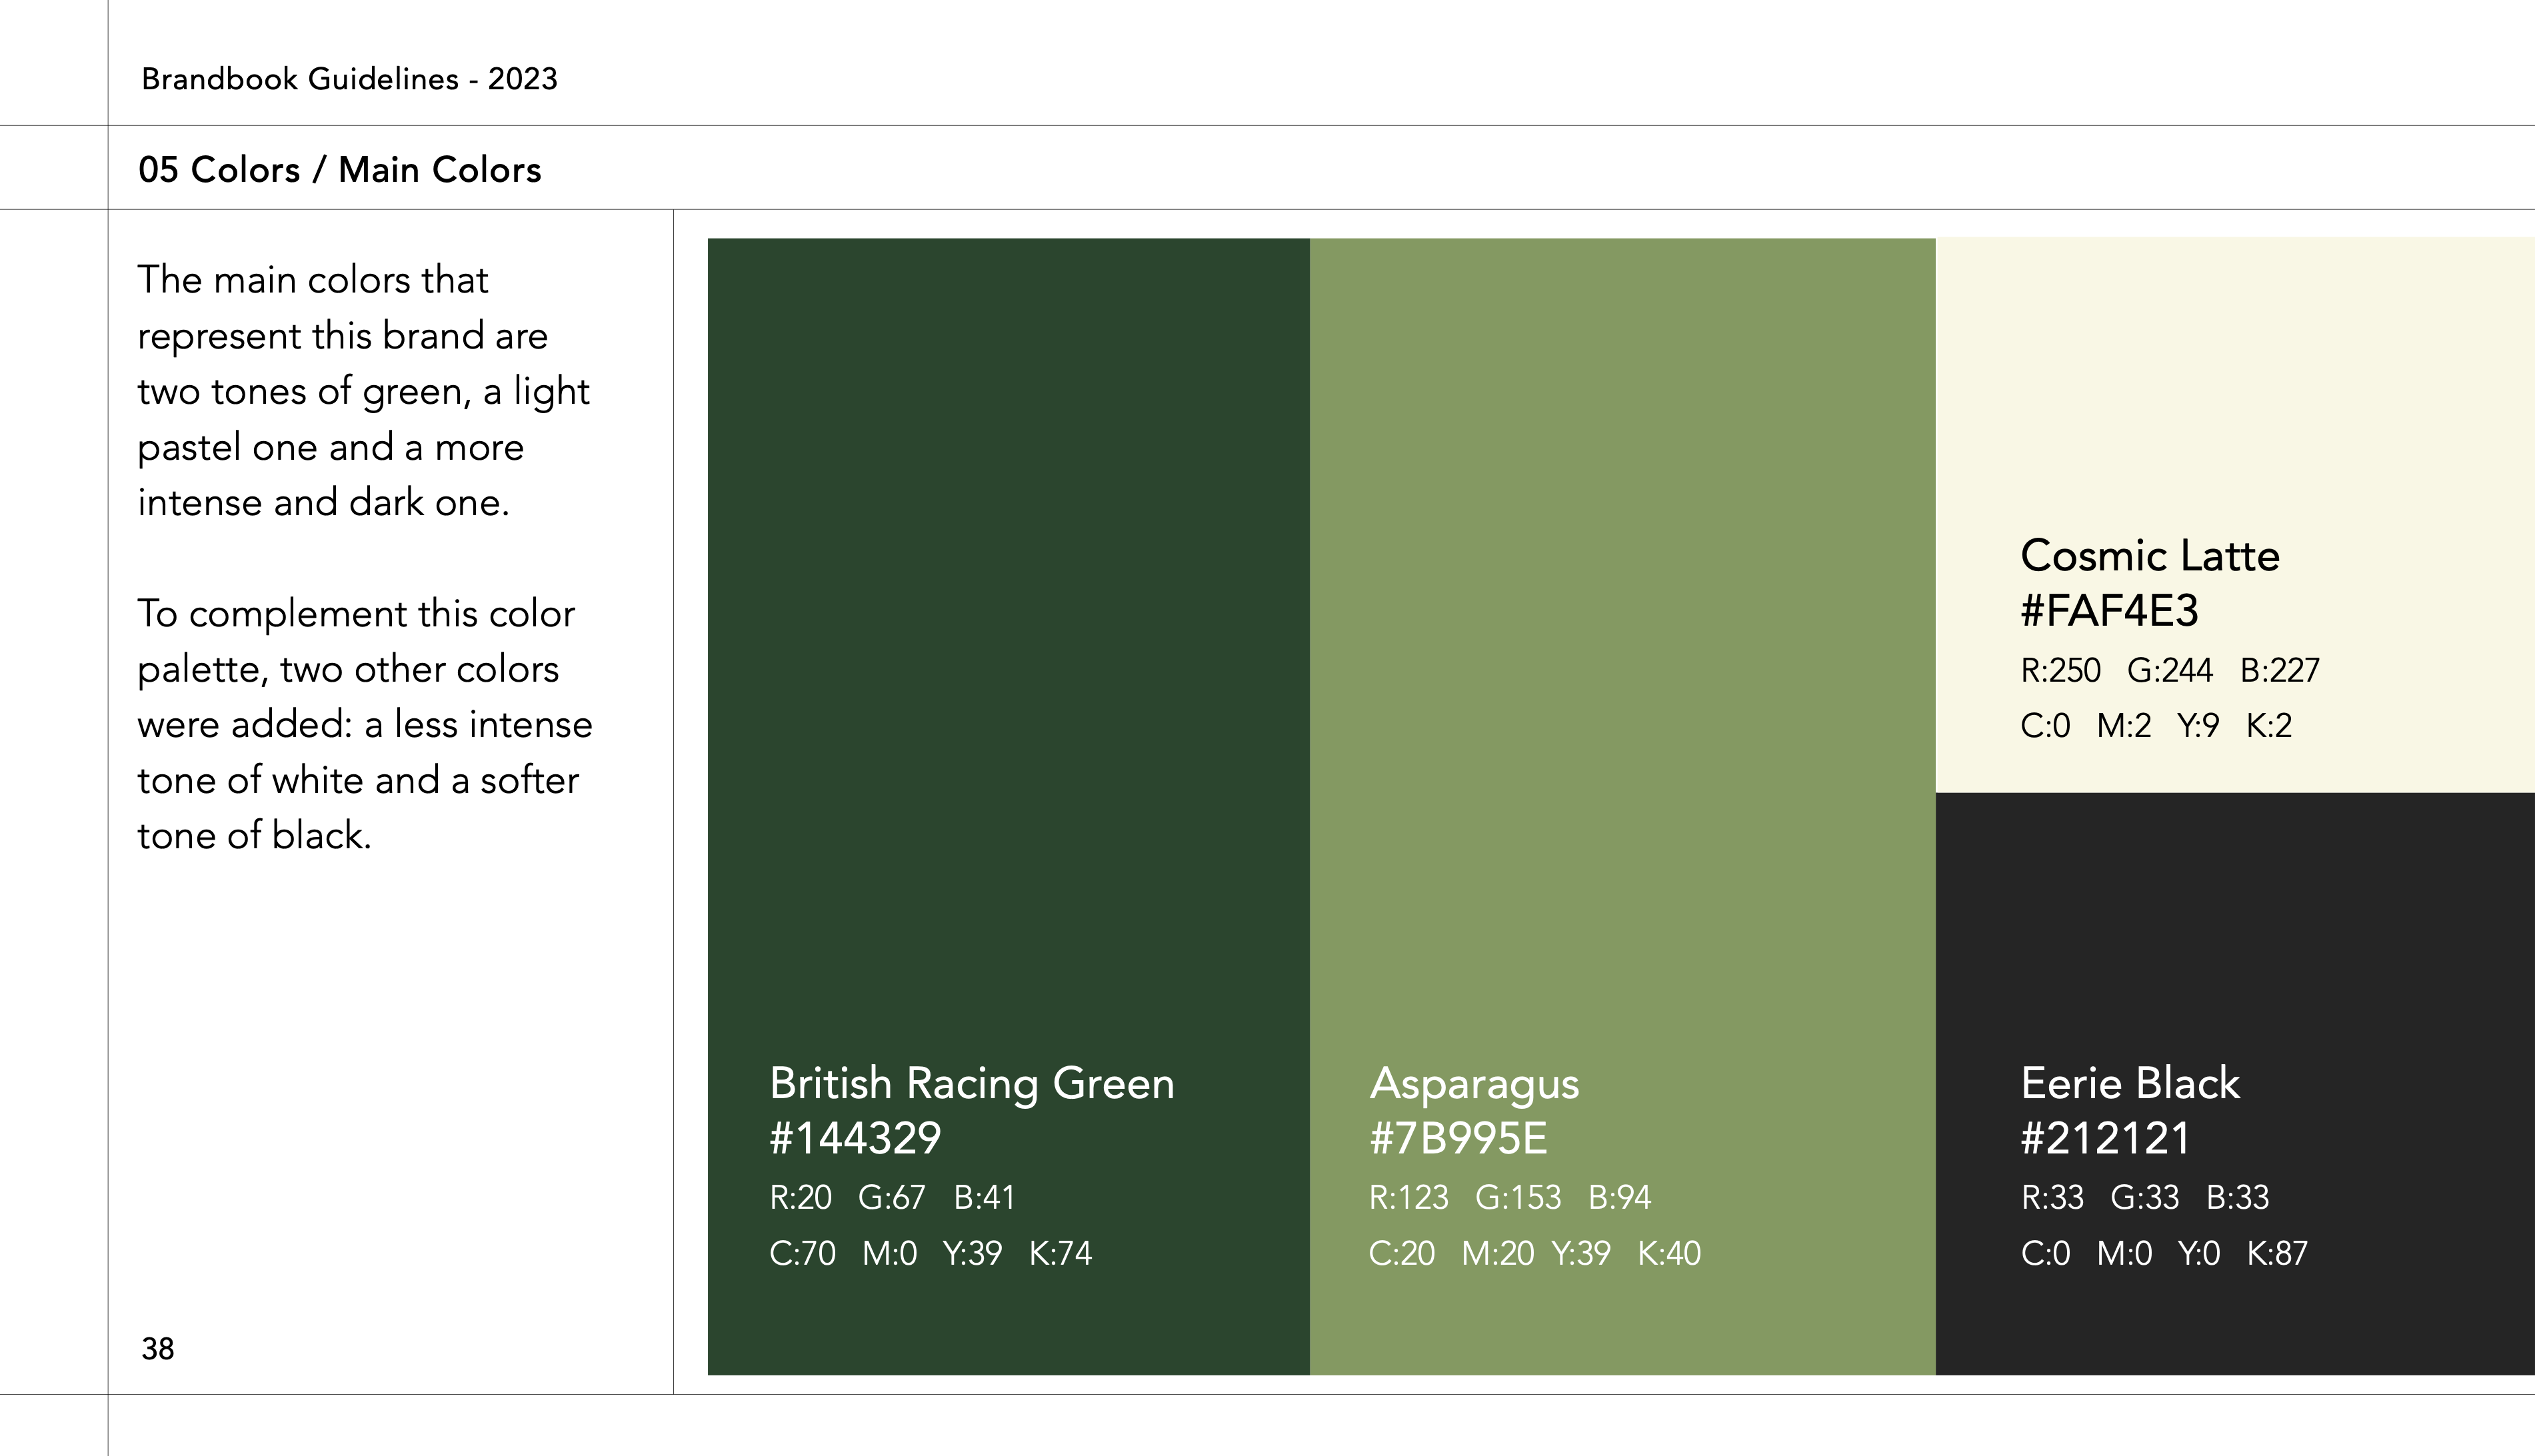 Brandbook Guidelines - 2023
05 Colors / Main Colors
The main colors that
represent this brand are
two tones of green, a light
pastel one and a more
intense and dark one.
To complement this color
palette, two other colors
were added: a less intense
tone of white and a softer
tone of black.
38
British Racing Green
#144329
R:20 G:67 B:41
C:70 M:0 Y:39 K:74
Asparagus
#7B995E
R:123 G:153 B:94
C:20 M:20 Y:39 K:40
Cosmic Latte
#FAF4E3
R:250 G:244 B:227
C:0 M:2 Y:9 K:2
Eerie Black
#212121
R:33 G:33 B:33
C:0 M:0 Y:0 K:87